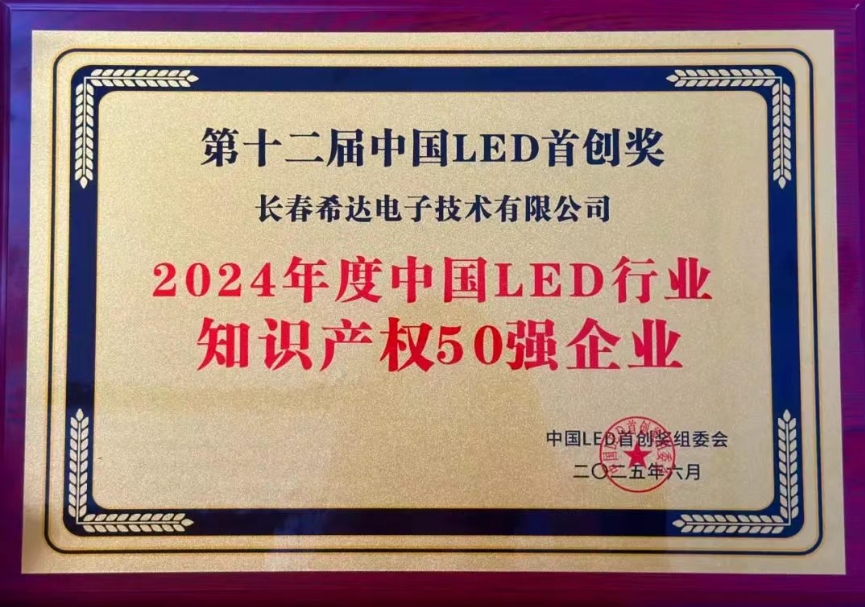 第十二届中国LED首创奖
长春希达电子技术有限公司
2024年度中国LED行业
知识产权50强企业
中国LED首创奖组委会
二〇二五年六月